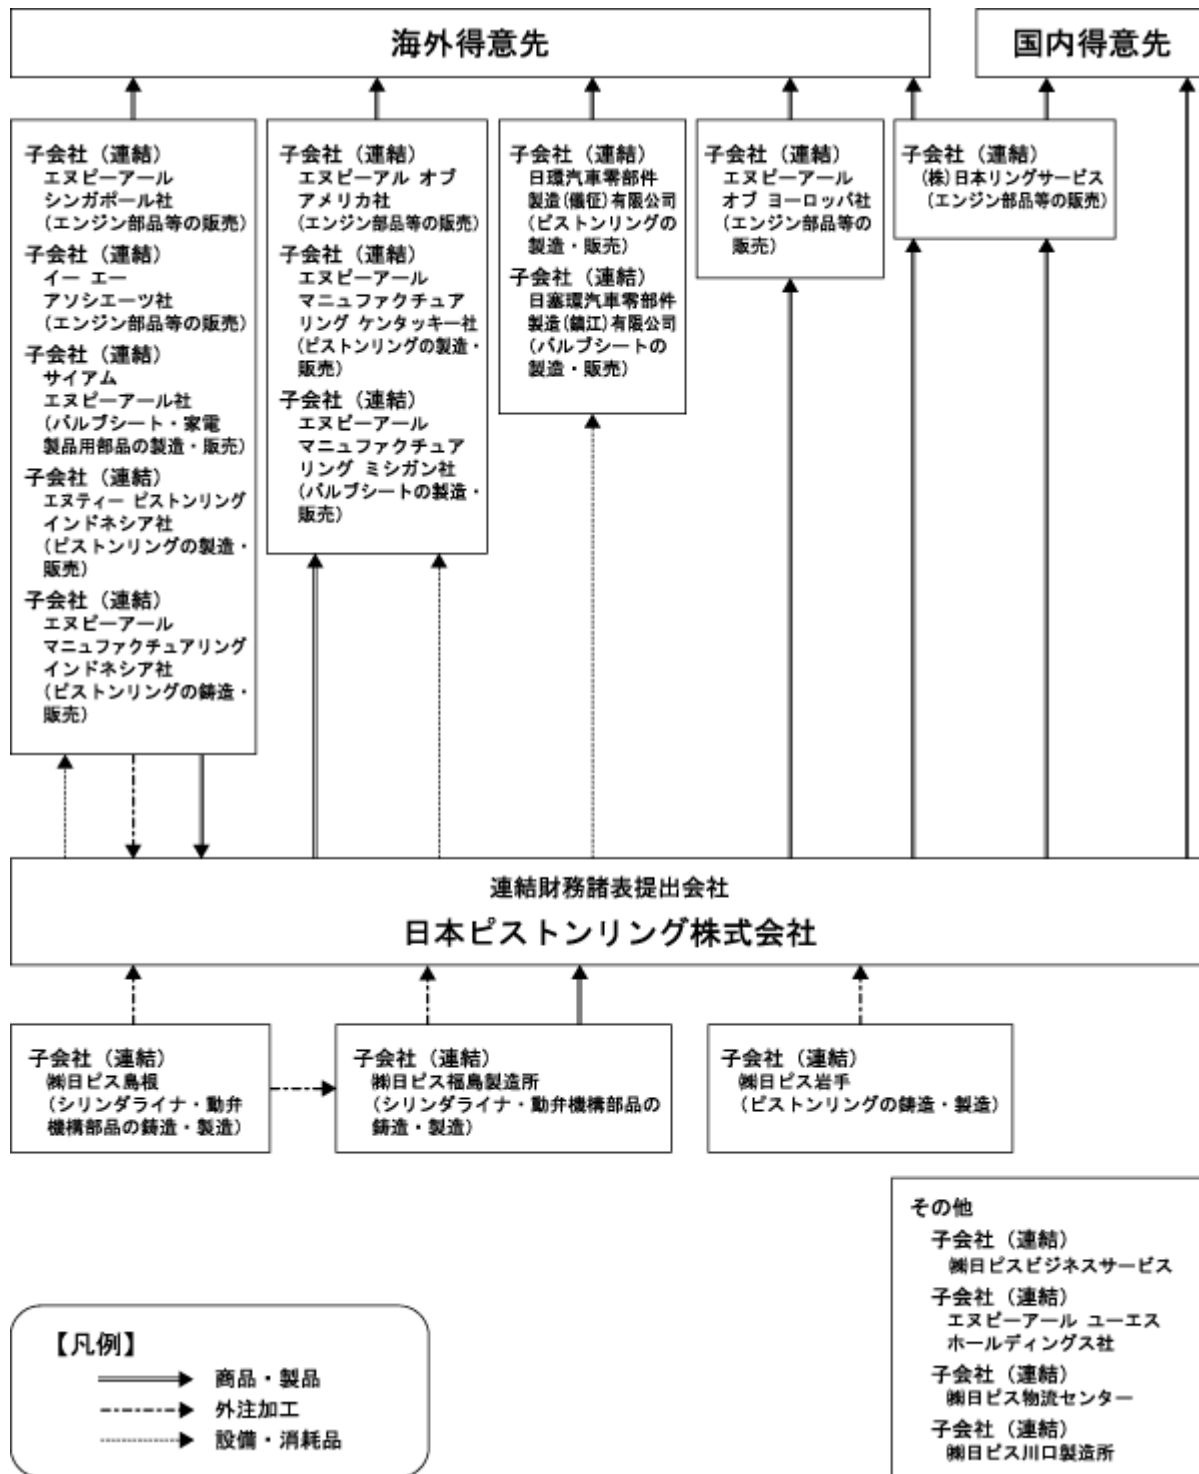 海外得意先
国内得意先
子会社（連結）
エヌピーアール
シンガポール社
(エンジン部品等の販売)
子会社（連結）
イー エー
アソシエーツ社
(エンジン部品等の販売)
子会社（連結）
サイアム
エヌピーアール社
(バルブシート・家電
製品用部品の製造・販売)
子会社（連結）
エヌティー ピストンリング
インドネシア社
(ピストンリングの製造・
販売)
子会社（連結）
エヌピーアール
マニュファクチュアリング
インドネシア社
(ピストンリングの鋳造・
販売)
子会社（連結）
エヌピーアル オブ
アメリカ社
(エンジン部品等の販売)
子会社（連結）
エヌピーアール
マニュファクチュア
リング ケンタッキー社
(ピストンリングの製造・
販売)
子会社（連結）
エヌピーアール
マニュファクチュア
リング ミシガン社
(バルブシートの製造・
販売)
子会社（連結）
日環汽車零部件
製造(儀征)有限公司
(ピストンリングの
製造・販売)
子会社（連結）
日塞環汽車零部件
製造(鎮江)有限公司
(バルブシートの
製造・販売)
子会社（連結）
エヌピーアール
オブ ヨーロッパ社
(エンジン部品等の
販売)
子会社（連結）
(株)日本リングサービス
(エンジン部品等の販売)
連結財務諸表提出会社
日本ピストンリング株式会社
子会社（連結）
㈱日ピス島根
(シリンダライナ・動弁
機構部品の鋳造・製造)
子会社（連結）
㈱日ピス福島製造所
(シリンダライナ・動弁機構部品の
鋳造・製造)
子会社（連結）
㈱日ピス岩手
(ピストンリングの鋳造・製造)
その他
子会社（連結）
㈱日ピスビジネスサービス
子会社（連結）
エヌピーアール ユーエス
ホールディングス社
子会社（連結）
㈱日ピス物流センター
子会社（連結）
㈱日ピス川口製造所
【凡例】
商品・製品
外注加工
設備・消耗品